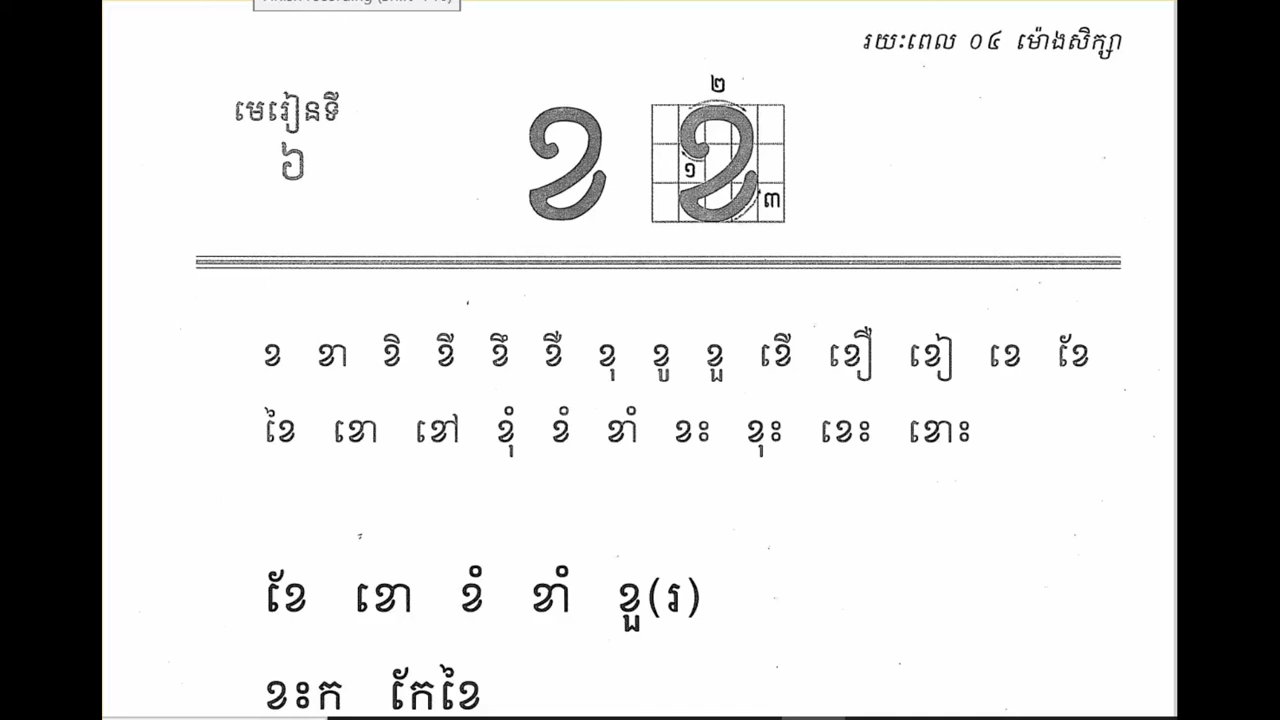 រយៈពេល ០៤ ម៉ោងសិក្សា
មេរៀនទី
៦
ខ ខ
២
១
៣
ខ ខា ខិ ខី ខឹ ខឺ ខុ ខូ ខួ ខើ ខឿ ខៀ ខេ ខែ
ខៃ ខោ ខៅ ខុំ ខំ ខាំ ខះ ខុះ ខេះ ខោះ
ខែ ខោ ខំ ខាំ ខួ(រ)
ខះក កែខៃ